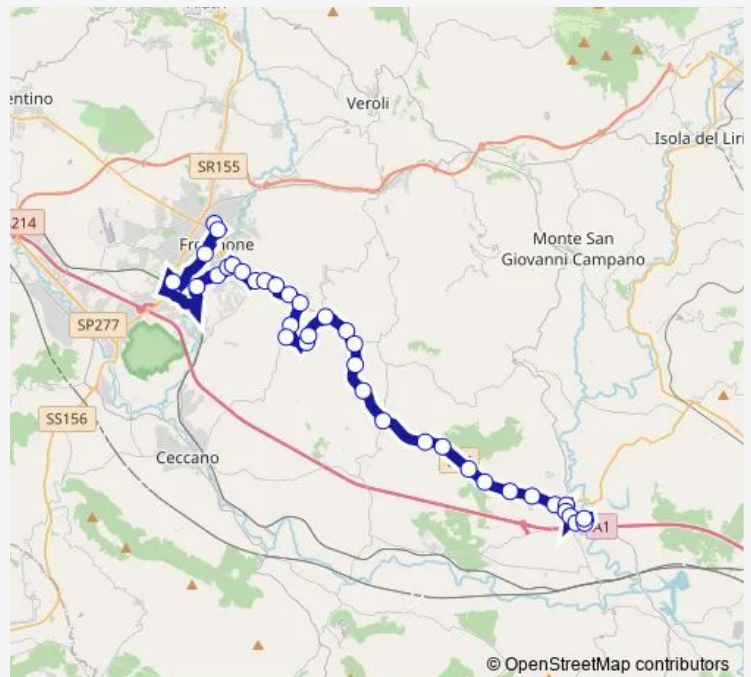 entino
Veroli
Isola del Liri
SR155
214
Monte San
Giovanni Campano
SP277
SS156
Ceccano
A1
© OpenStreetMap contributors